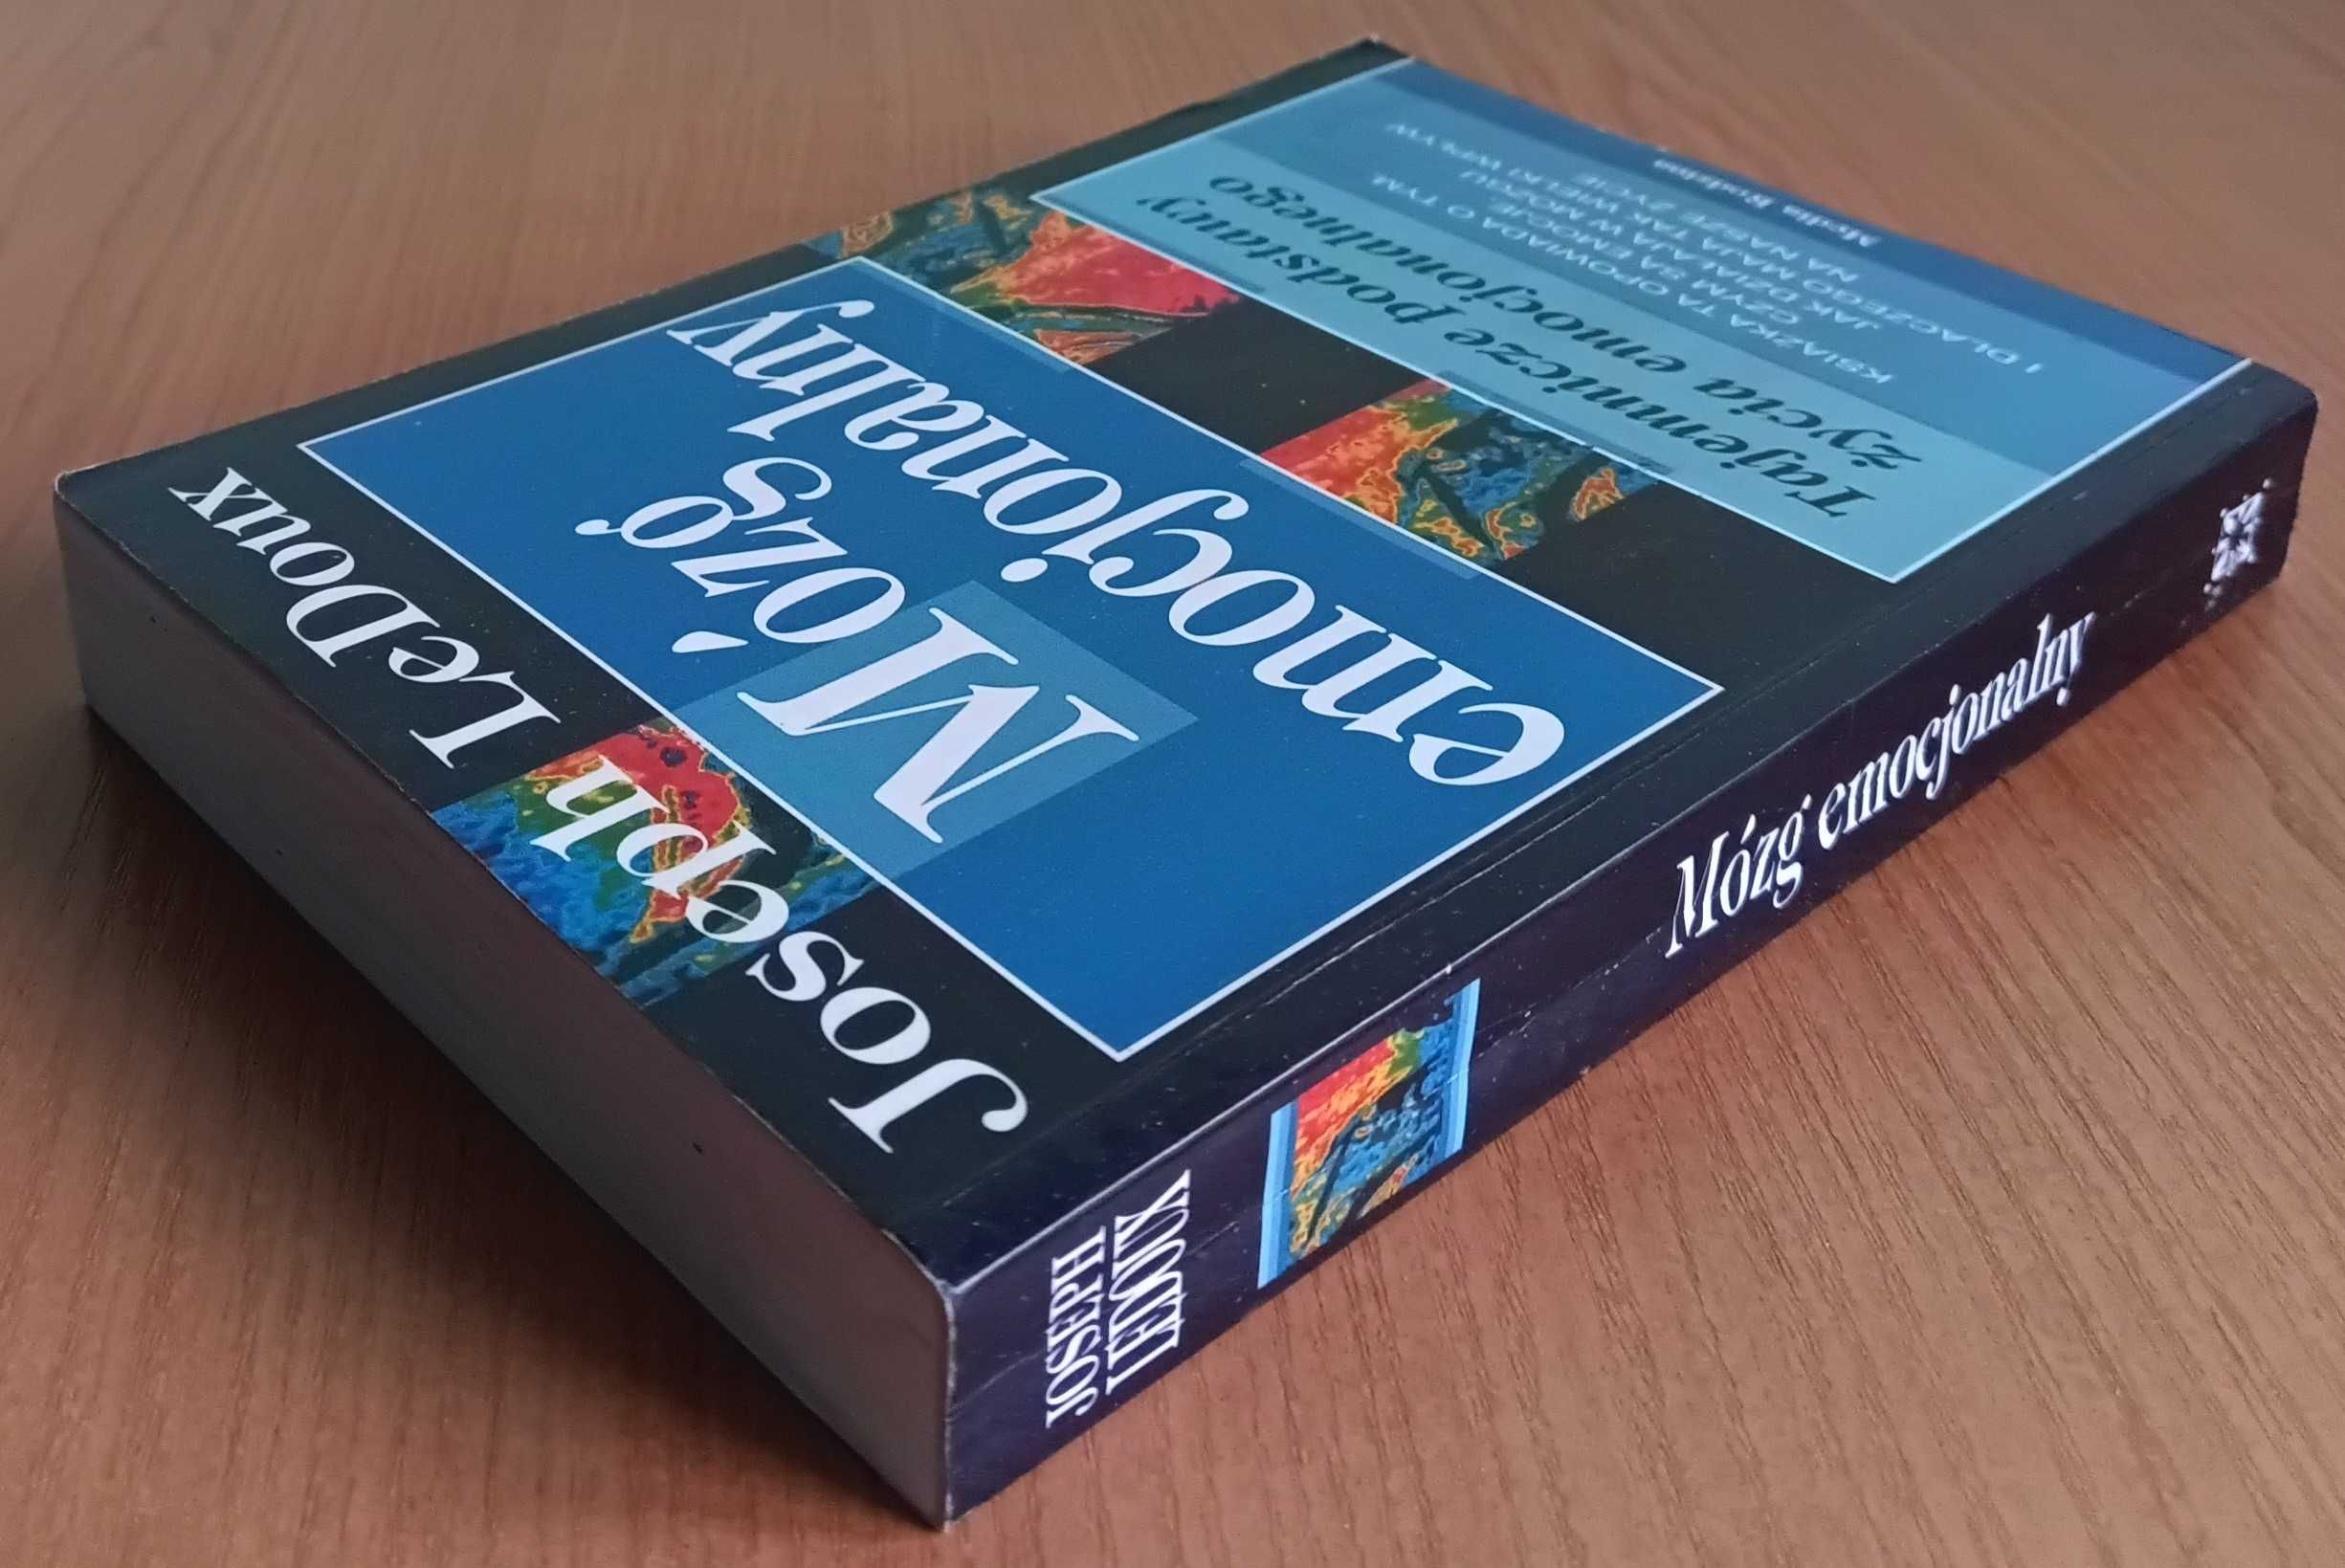 Joseph
LeDoux
Mózg
emocjonalny
Tajemnicze podstawy
życia emocjonalnego
KSIĄŻKA TA OPOWIADA O TYM,
CZYM SĄ EMOCJE,
JAK DZIAŁAJĄ W MÓZGU
I DLACZEGO MAJĄ TAK WIELKI WPŁYW
NA NASZE ŻYCIE
Media Rodzina
JOSEPH
LEDOUX
Mózg emocjonalny